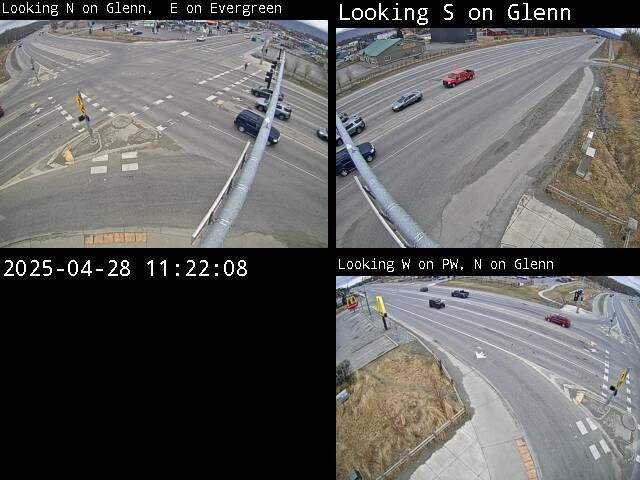 Looking N on Glenn,  E on Evergreen
Looking S on Glenn
2025-04-28 11:22:08
Looking W on PW, N on Glenn